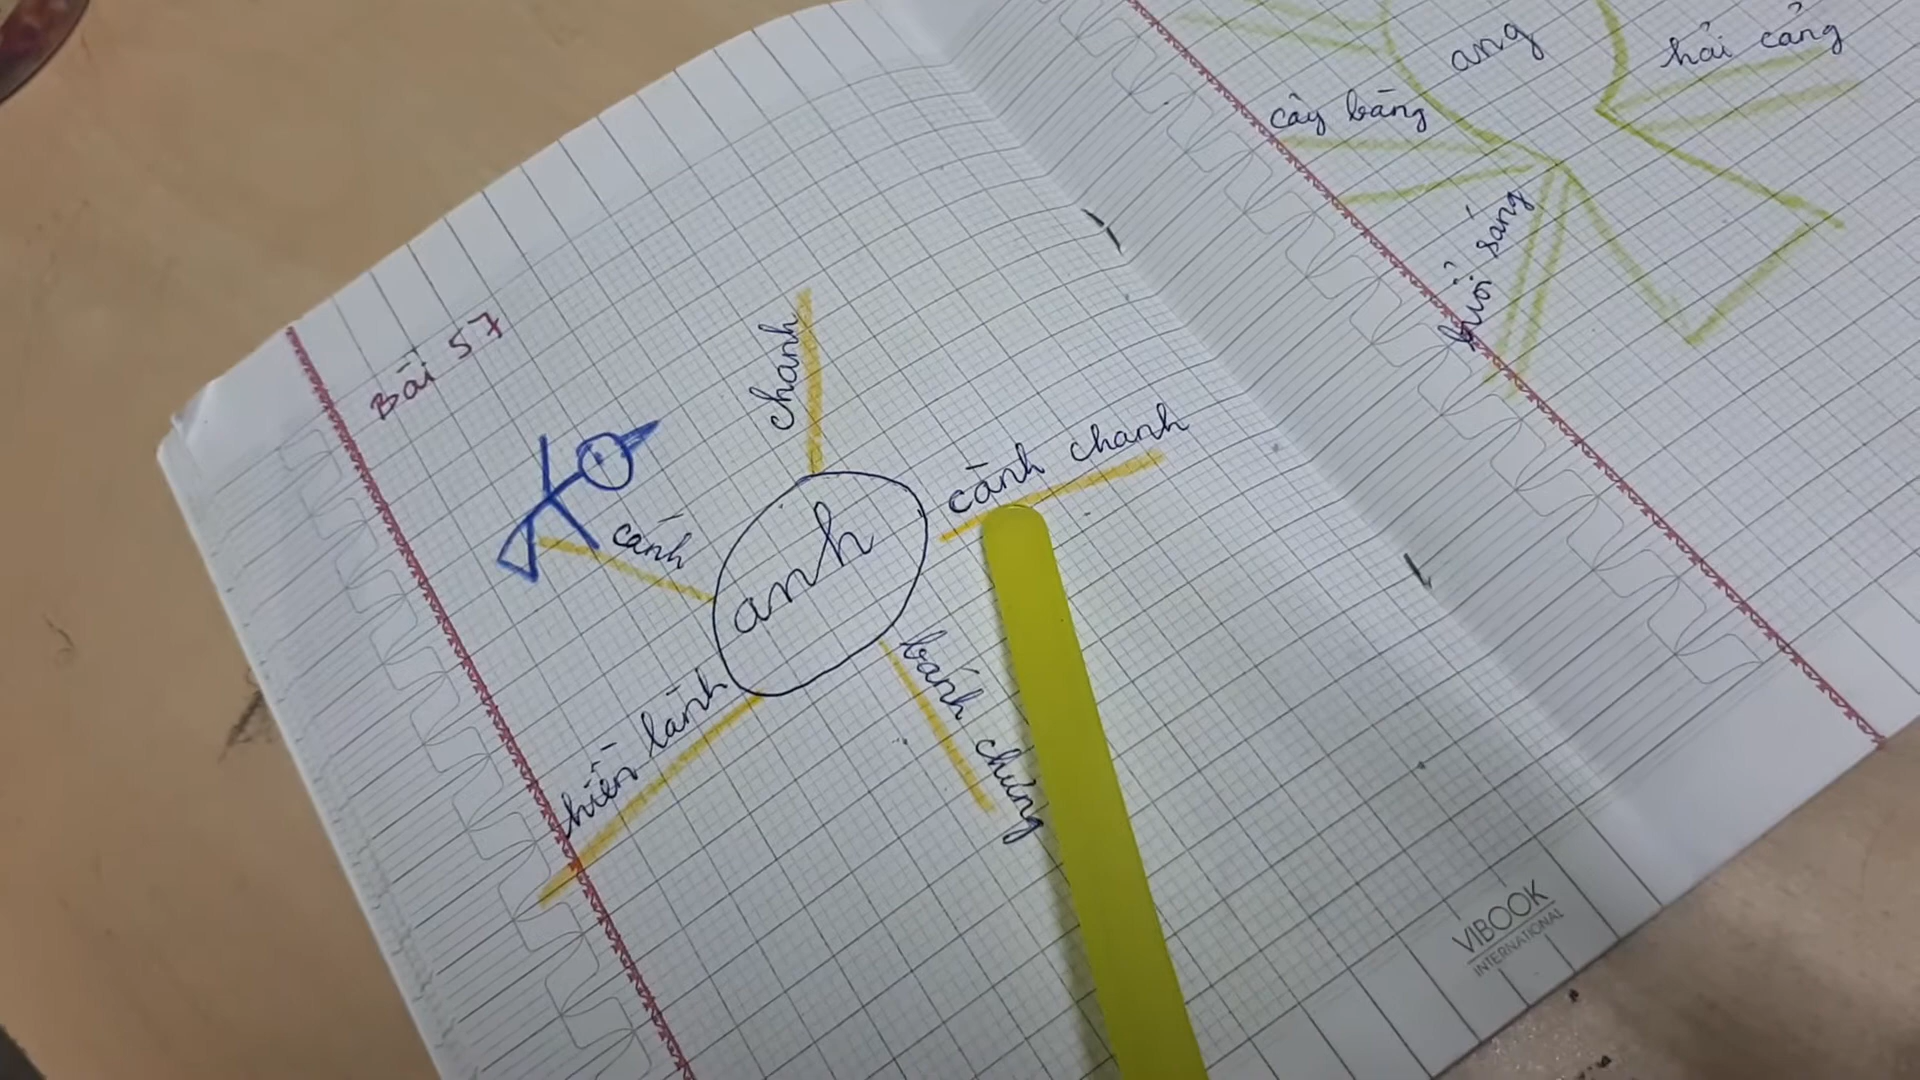 Bài 57
chanh
cành chanh
cành
anh
hiền lành
bánh chưng
ang
hải cảng
cây bàng
buổi sáng
VIBOOK
INTERNATIONAL